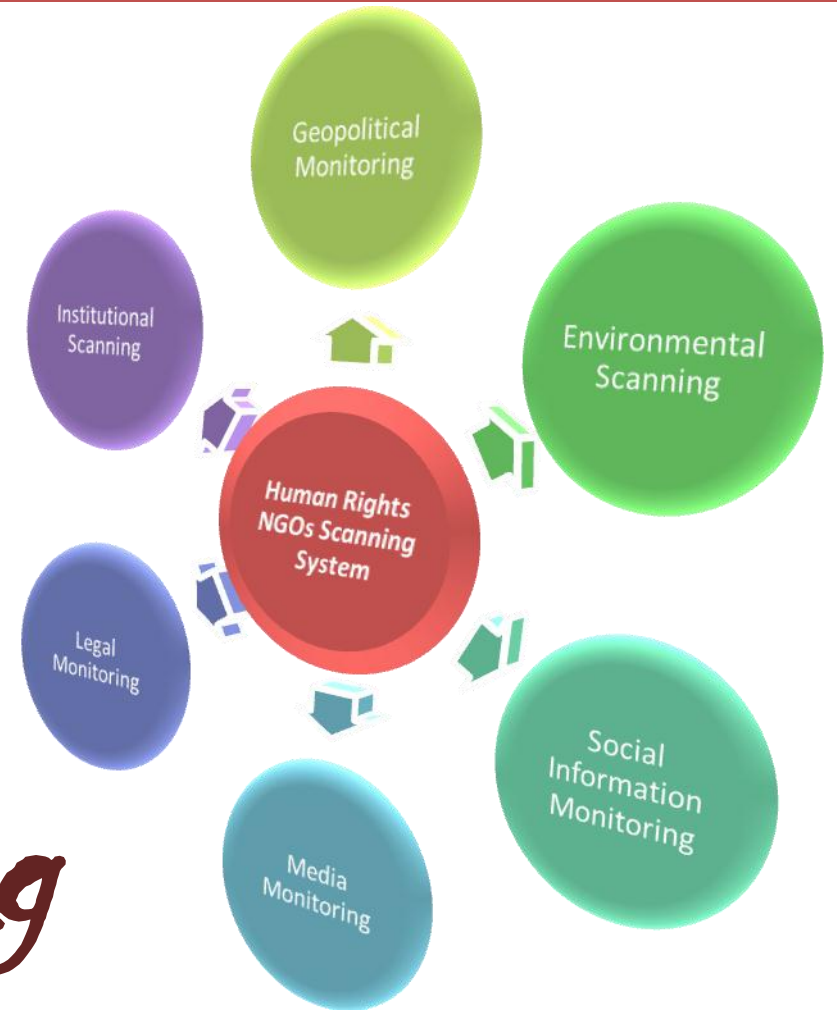 Geopolitical
Monitoring
Environmental
Scanning
Institutional
Scanning
Human Rights
NGOs Scanning
System
Legal
Monitoring
Social
Information
Monitoring
Media
Monitoring
g